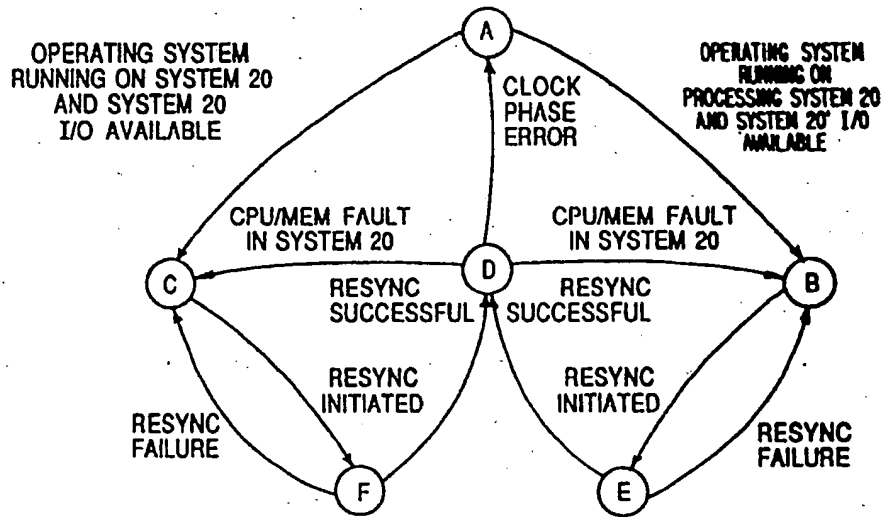 A
OPERATING SYSTEM
RUNNING ON SYSTEM 20
AND SYSTEM 20
I/O AVAILABLE
CLOCK
PHASE
ERROR
OPERATING SYSTEM
RUNNING ON
PROCESSING SYSTEM 20
AND SYSTEM 20' I/O
AVAILABLE
CPU/MEM FAULT
IN SYSTEM 20
CPU/MEM FAULT
IN SYSTEM 20
C
D
B
RESYNC
SUCCESSFUL
RESYNC
SUCCESSFUL
RESYNC
INITIATED
RESYNC
INITIATED
RESYNC
FAILURE
RESYNC
FAILURE
F
E